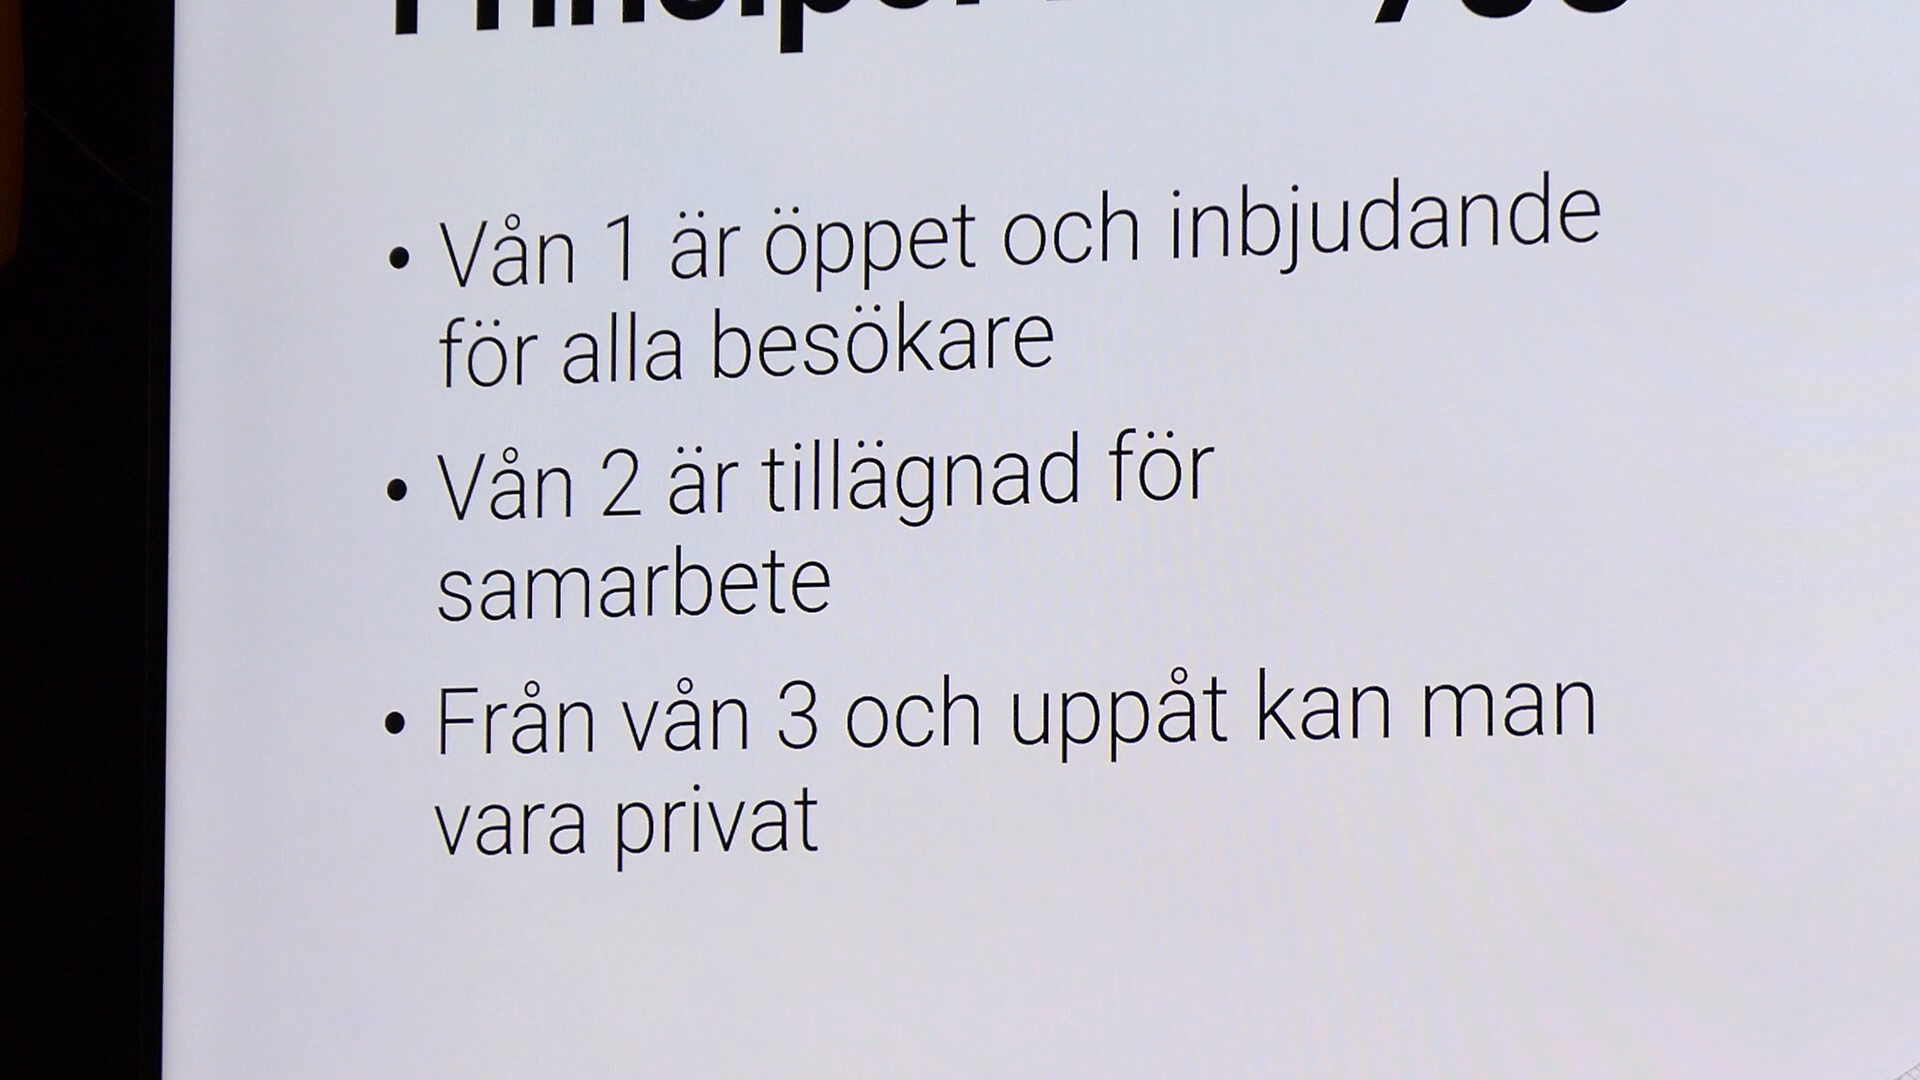 • Vån 1 är öppet och inbjudande
för alla besökare
• Vån 2 är tillägnad för
samarbete
• Från vån 3 och uppåt kan man
vara privat